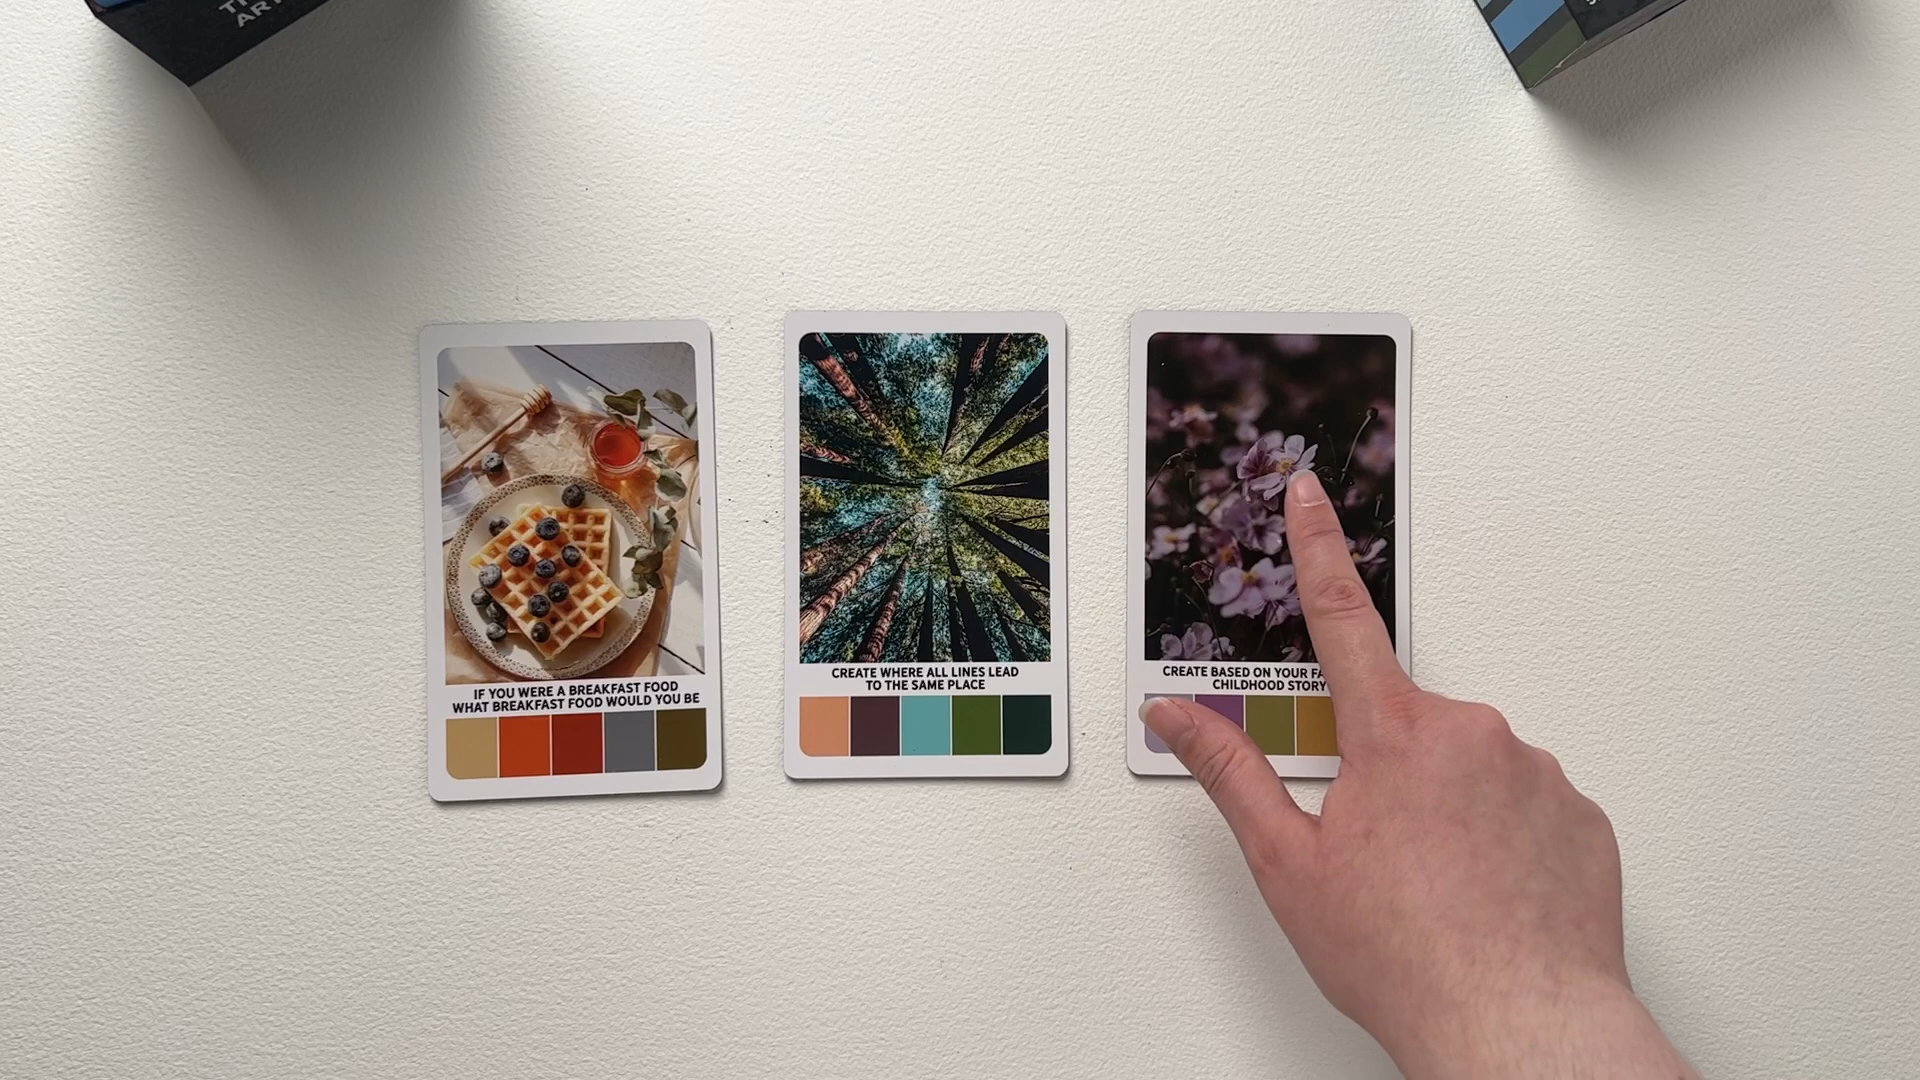 IF YOU WERE A BREAKFAST FOOD
WHAT BREAKFAST FOOD WOULD YOU BE
CREATE WHERE ALL LINES LEAD
TO THE SAME PLACE
CREATE BASED ON YOUR
CHILDHOOD STORY